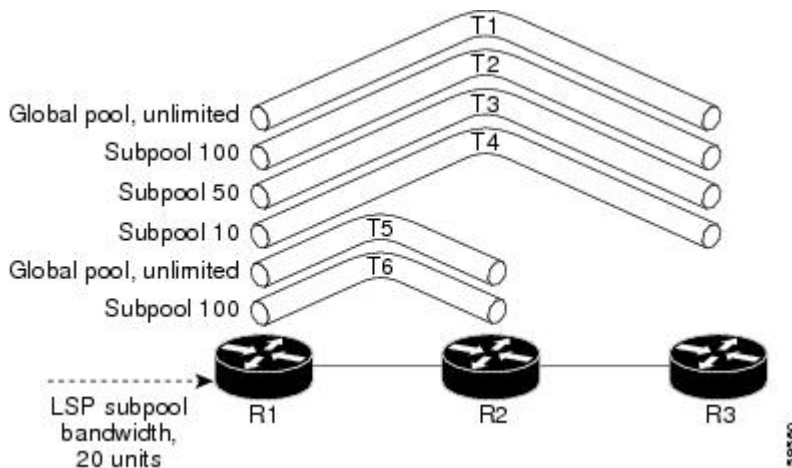 T1
T2
T3
T4
Global pool, unlimited
Subpool 100
Subpool 50
Subpool 10
T5
Global pool, unlimited
T6
Subpool 100
LSP subpool
bandwidth,
20 units
R1
R2
R3
59560